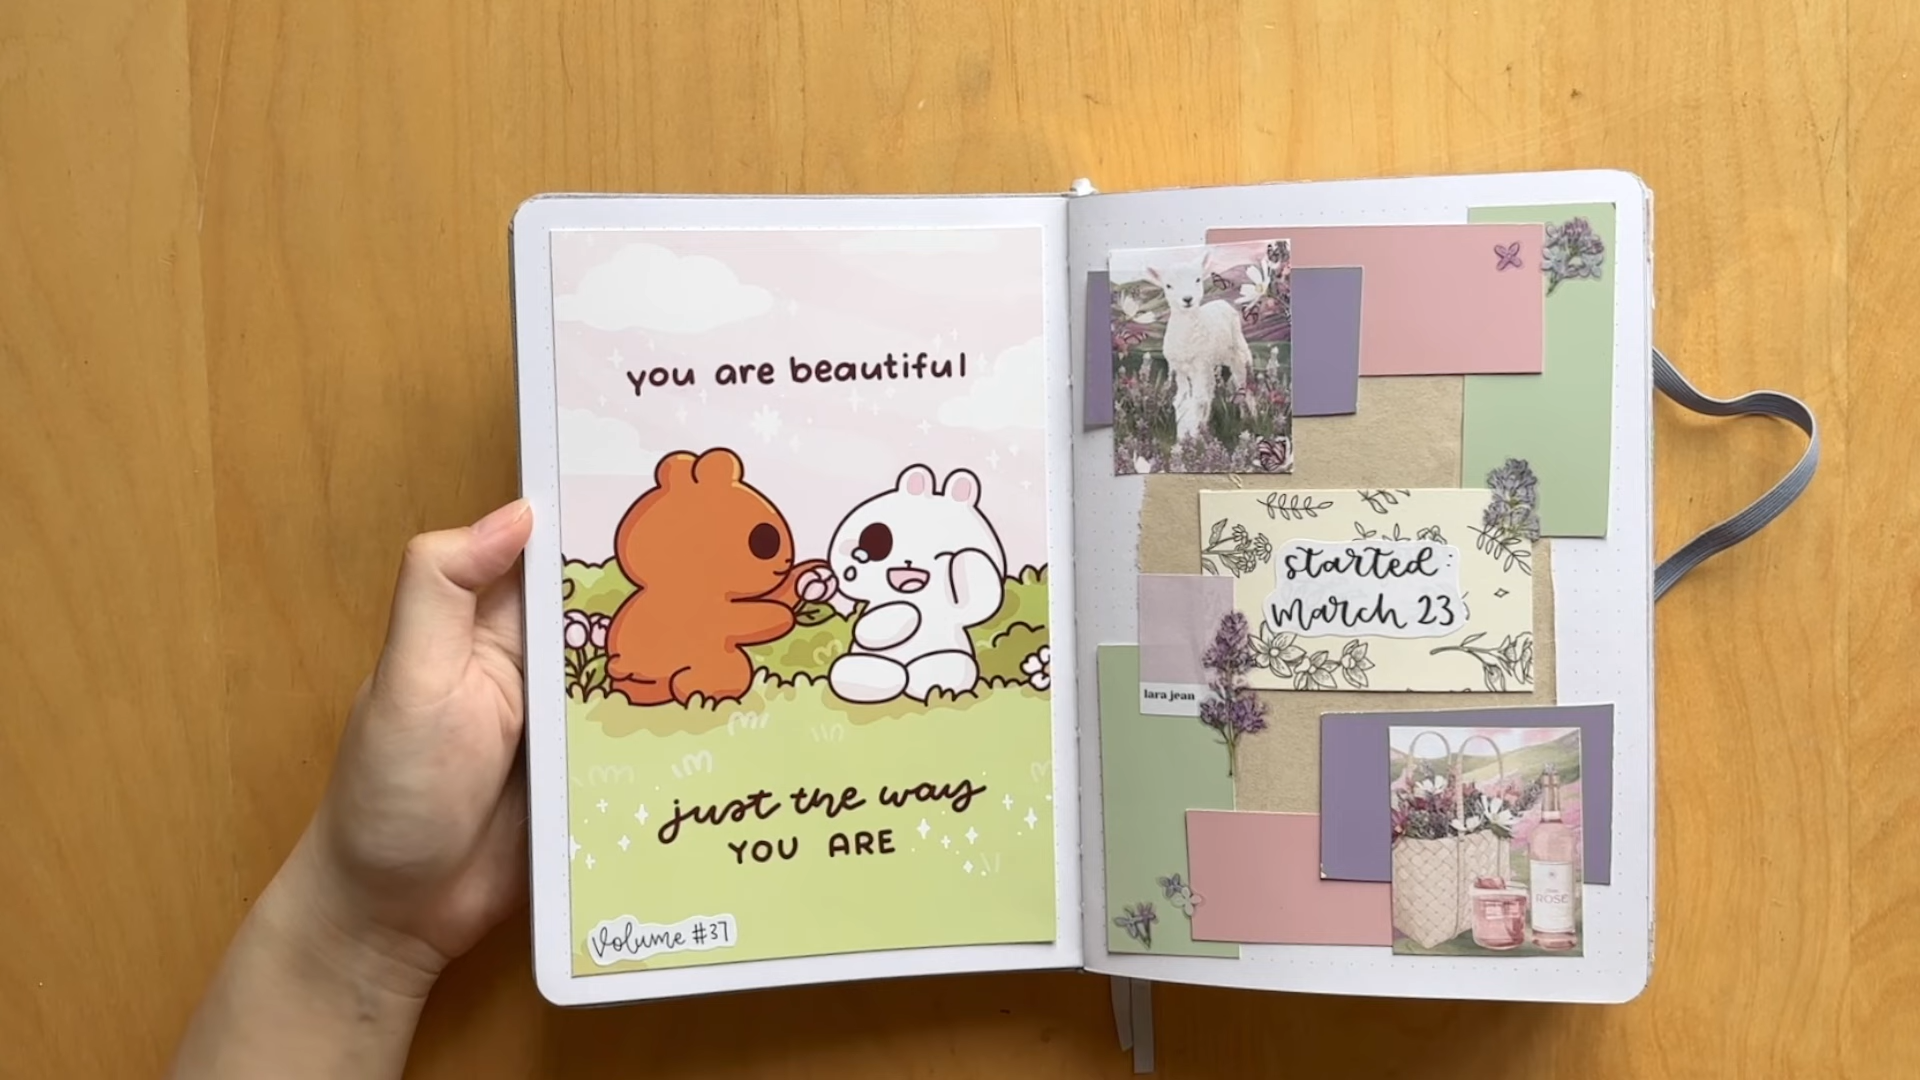 you are beautiful
just the way
YOU ARE
Volume #37
started:
march 23
lara jean
ROSÉ